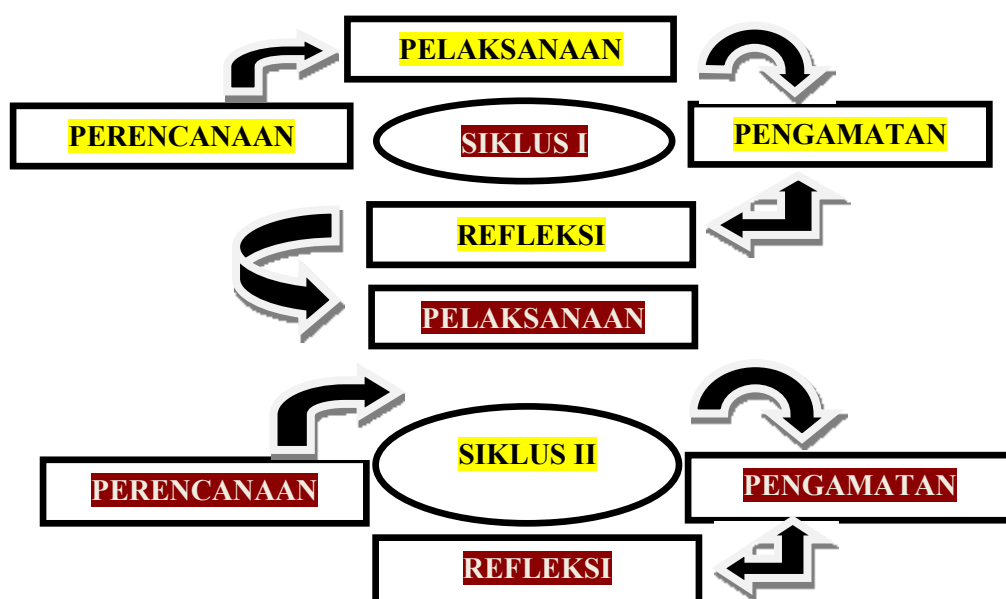 PELAKSANAAN
PERENCANAAN
SIKLUS I
PENGAMATAN
REFLEKSI
PELAKSANAAN
SIKLUS II
PERENCANAAN
PENGAMATAN
REFLEKSI